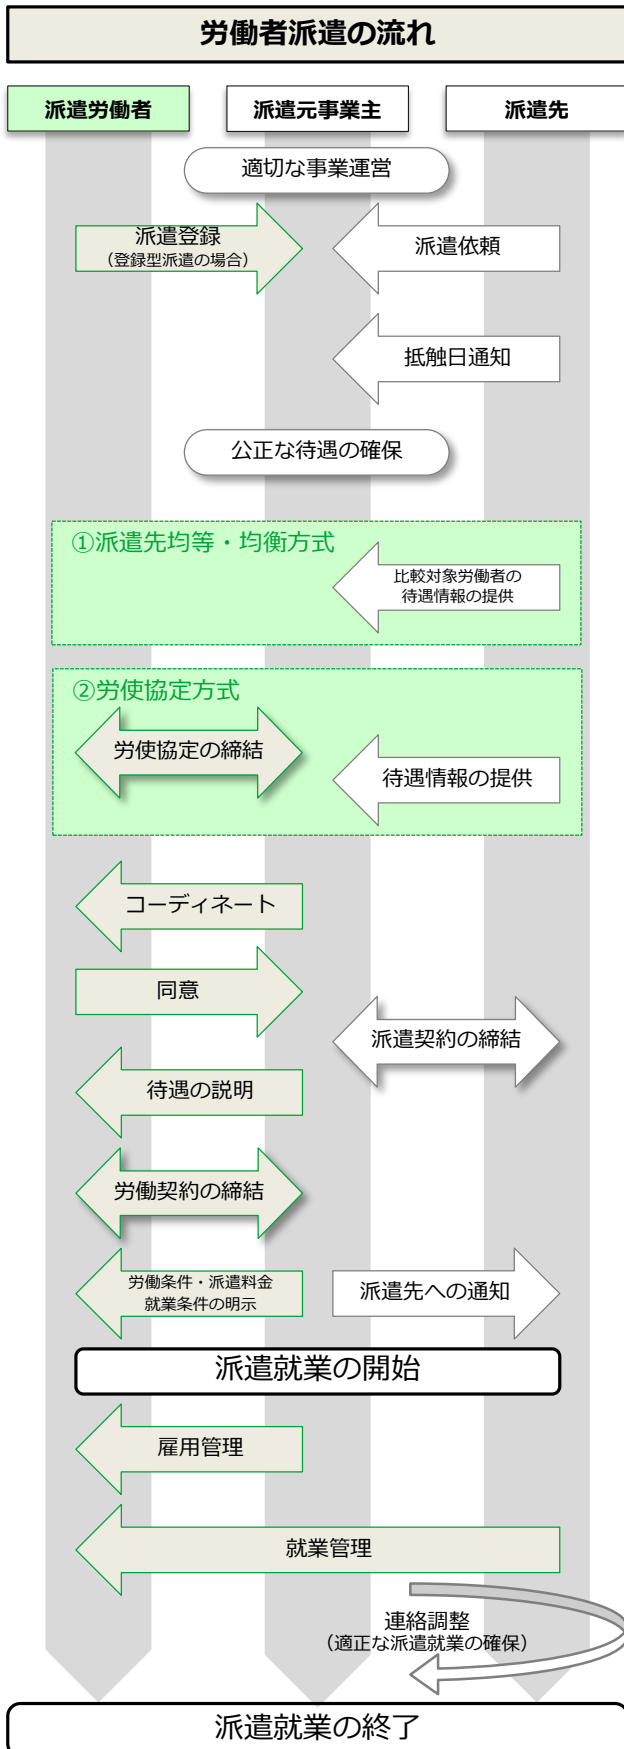 労働者派遣の流れ
派遣労働者
派遣元事業主
派遣先
適切な事業運営
派遣登録
（登録型派遣の場合）
派遣依頼
抵触日通知
公正な待遇の確保
①派遣先均等・均衡方式
比較対象労働者の
待遇情報の提供
②労使協定方式
労使協定の締結
待遇情報の提供
コーディネート
同意
派遣契約の締結
待遇の説明
労働契約の締結
労働条件・派遣料金
就業条件の明示
派遣先への通知
派遣就業の開始
雇用管理
就業管理
連絡調整
（適正な派遣就業の確保）
派遣就業の終了